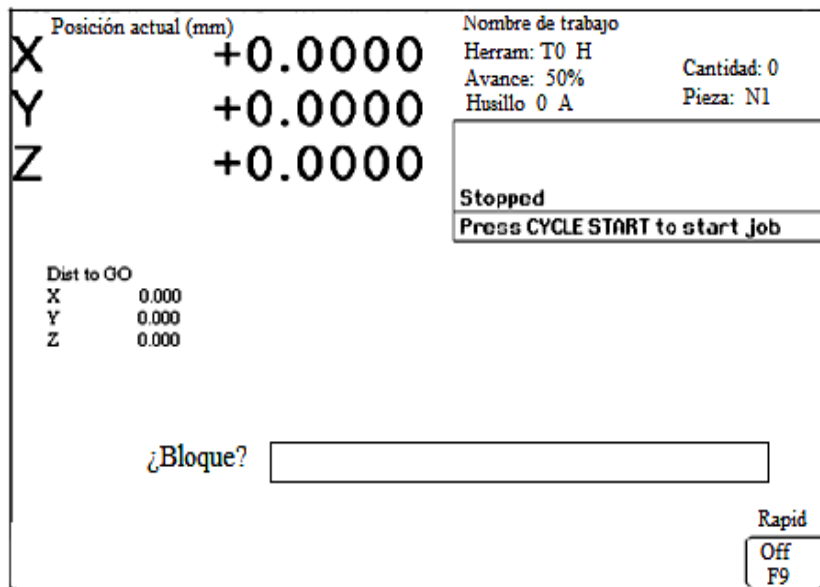 Posición actual (mm)
X +0.0000
Y +0.0000
Z +0.0000
Nombre de trabajo
Herram: T0 H
Avance: 50%
Husillo 0 A
Cantidad: 0
Pieza: N1
Stopped
Press CYCLE START to start job
Dist to GO
X 0.000
Y 0.000
Z 0.000
¿Bloque?
Rapid
Off
F9